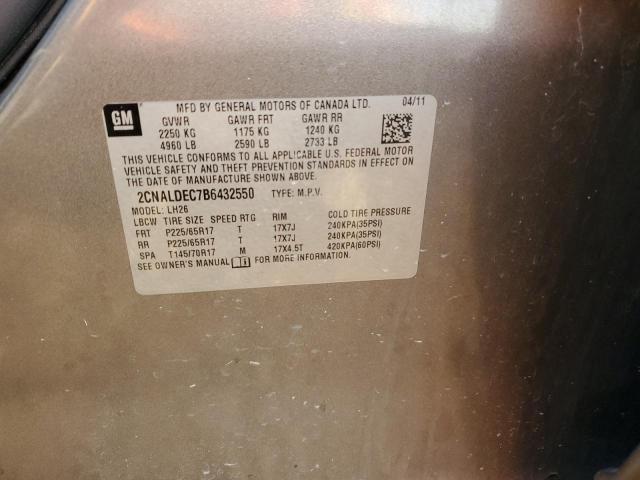 GM
MFD BY GENERAL MOTORS OF CANADA LTD. 04/11
GVWR GAWR FRT GAWR RR
2250 KG 1175 KG 1240 KG
4960 LB 2590 LB 2733 LB
THIS VEHICLE CONFORMS TO ALL APPLICABLE U.S. FEDERAL MOTOR
VEHICLE SAFETY AND THEFT PREVENTION STANDARDS IN EFFECT ON
THE DATE OF MANUFACTURE SHOWN ABOVE.
2CNALDEC7B6432550 TYPE: M.P.V.
MODEL: LH26
LBCW TIRE SIZE SPEED RTG RIM COLD TIRE PRESSURE
FRT P225/65R17 T 17X7J 240KPA(35PSI)
RR P225/65R17 T 17X7J 240KPA(35PSI)
SPA T145/70R17 M 17X4.5T 420KPA(60PSI)
SEE OWNER'S MANUAL FOR MORE INFORMATION.